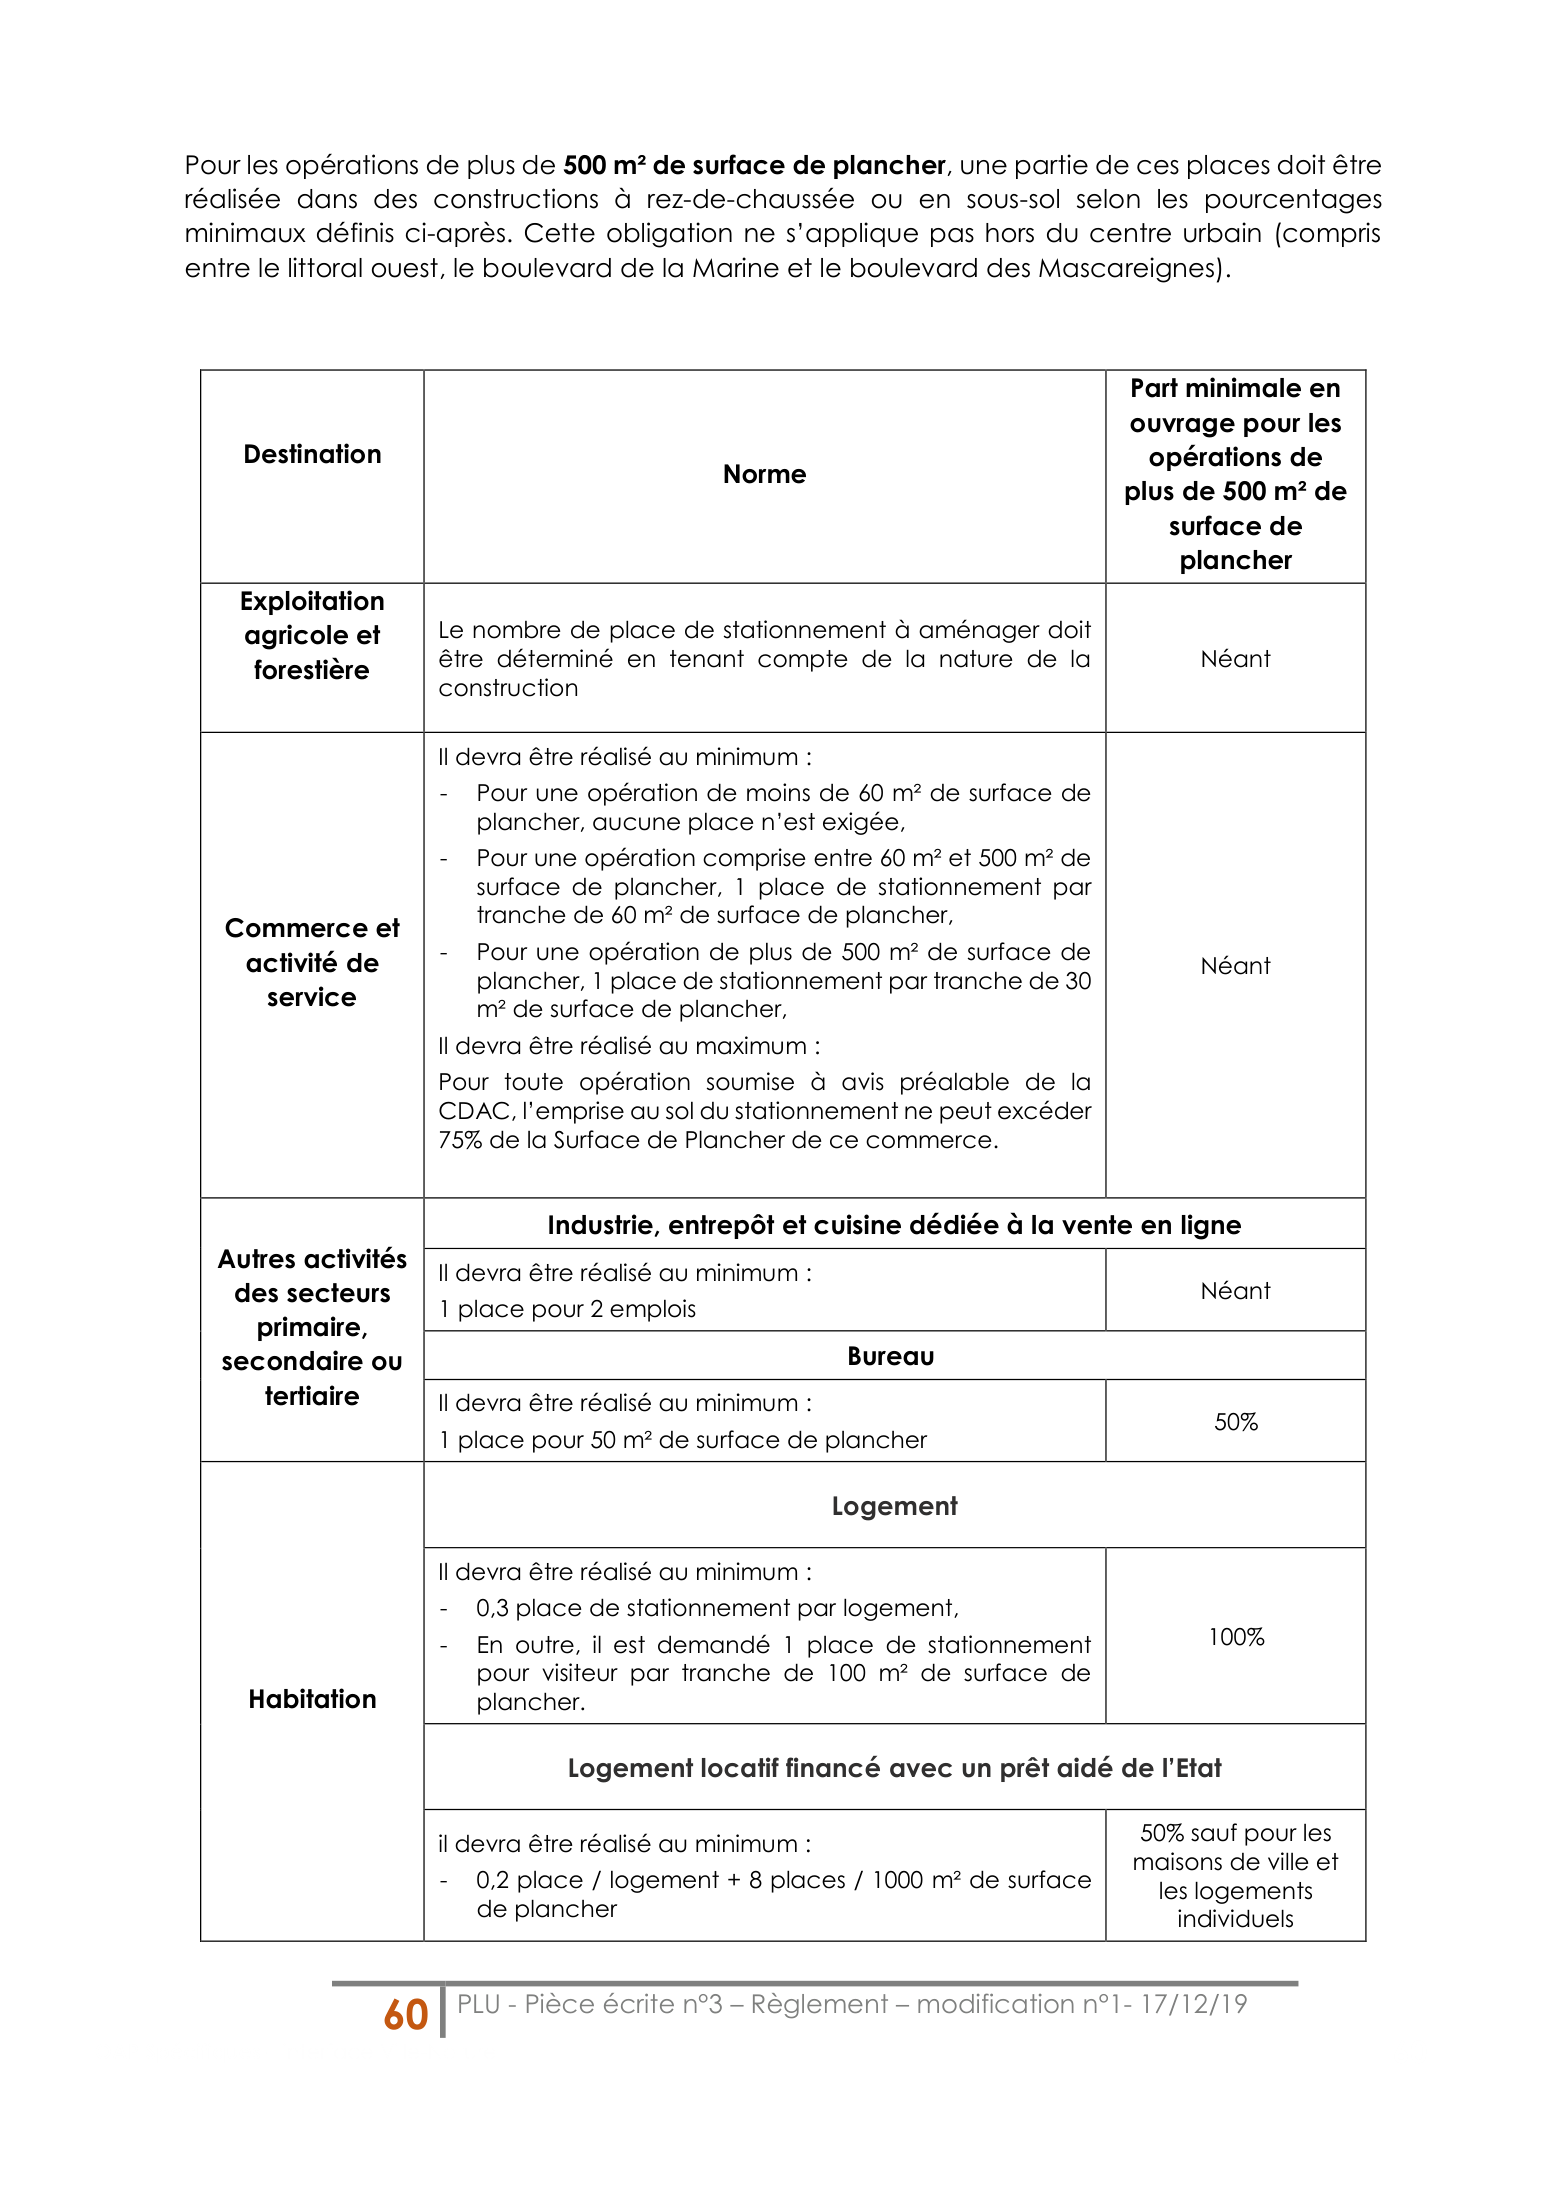 Pour les opérations de plus de 500 m² de surface de plancher, une partie de ces places doit être
réalisée dans des constructions à rez-de-chaussée ou en sous-sol selon les pourcentages
minimaux définis ci-après. Cette obligation ne s’applique pas hors du centre urbain (compris
entre le littoral ouest, le boulevard de la Marine et le boulevard des Mascareignes).
Destination
Norme
Part minimale en
ouvrage pour les
opérations de
plus de 500 m² de
surface de
plancher
Exploitation
agricole et
forestière
Le nombre de place de stationnement à aménager doit
être déterminé en tenant compte de la nature de la
construction
Néant
Commerce et
activité de
service
Il devra être réalisé au minimum :
- Pour une opération de moins de 60 m² de surface de
plancher, aucune place n’est exigée,
- Pour une opération comprise entre 60 m² et 500 m² de
surface de plancher, 1 place de stationnement par
tranche de 60 m² de surface de plancher,
- Pour une opération de plus de 500 m² de surface de
plancher, 1 place de stationnement par tranche de 30
m² de surface de plancher,
Il devra être réalisé au maximum :
Pour toute opération soumise à avis préalable de la
CDAC, l’emprise au sol du stationnement ne peut excéder
75% de la Surface de Plancher de ce commerce.
Néant
Autres activités
des secteurs
primaire,
secondaire ou
tertiaire
Industrie, entrepôt et cuisine dédiée à la vente en ligne
Il devra être réalisé au minimum :
1 place pour 2 emplois
Néant
Bureau
Il devra être réalisé au minimum :
1 place pour 50 m² de surface de plancher
50%
Habitation
Logement
Il devra être réalisé au minimum :
- 0,3 place de stationnement par logement,
- En outre, il est demandé 1 place de stationnement
pour visiteur par tranche de 100 m² de surface de
plancher.
100%
Logement locatif financé avec un prêt aidé de l’Etat
il devra être réalisé au minimum :
- 0,2 place / logement + 8 places / 1000 m² de surface
de plancher
50% sauf pour les
maisons de ville et
les logements
individuels
60 PLU - Pièce écrite n°3 – Règlement – modification n°1- 17/12/19